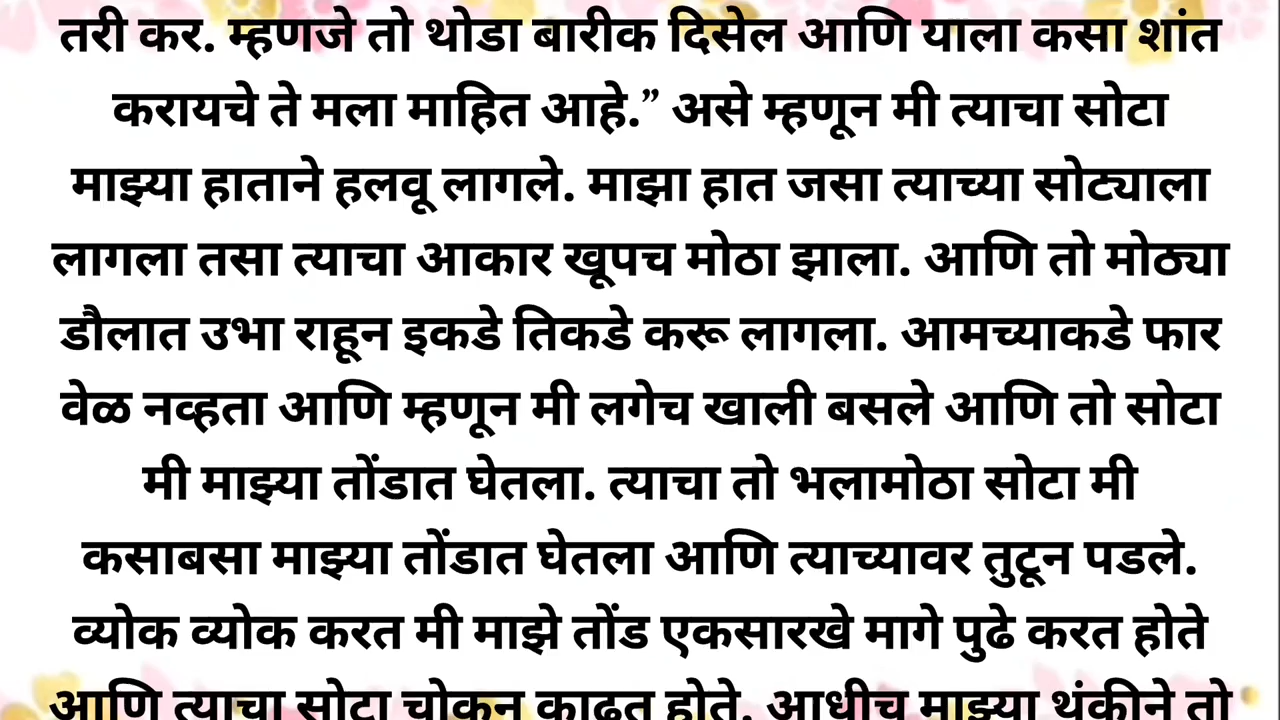 तरी कर. म्हणजे तो थोडा बारीक दिसेल आणि याला कसा शांत
करायचे ते मला माहित आहे.” असे म्हणून मी त्याचा सोटा
माझ्या हाताने हलवू लागले. माझा हात जसा त्याच्या सोट्याला
लागला तसा त्याचा आकार खूपच मोठा झाला. आणि तो मोठ्या
डौलात उभा राहून इकडे तिकडे करू लागला. आमच्याकडे फार
वेळ नव्हता आणि म्हणून मी लगेच खाली बसले आणि तो सोटा
मी माझ्या तोंडात घेतला. त्याचा तो भलामोठा सोटा मी
कसाबसा माझ्या तोंडात घेतला आणि त्याच्यावर तुटून पडले.
व्योक व्योक करत मी माझे तोंड एकसारखे मागे पुढे करत होते
आणि त्याचा सोटा चोकून काढत होते. आधीच माझ्या थुंकीने तो